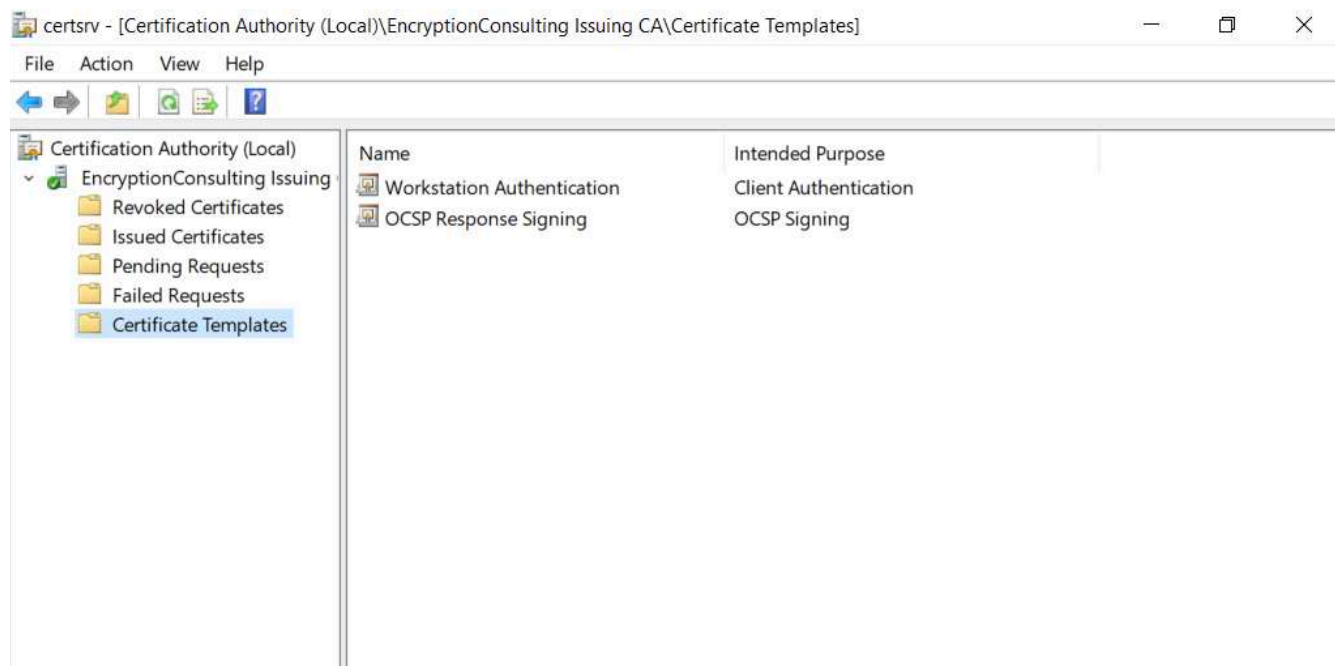 certsrv - [Certification Authority (Local)\EncryptionConsulting Issuing CA\Certificate Templates]
File Action View Help
Certification Authority (Local)
EncryptionConsulting Issuing
Revoked Certificates
Issued Certificates
Pending Requests
Failed Requests
Certificate Templates
Name Intended Purpose
Workstation Authentication Client Authentication
OCSP Response Signing OCSP Signing